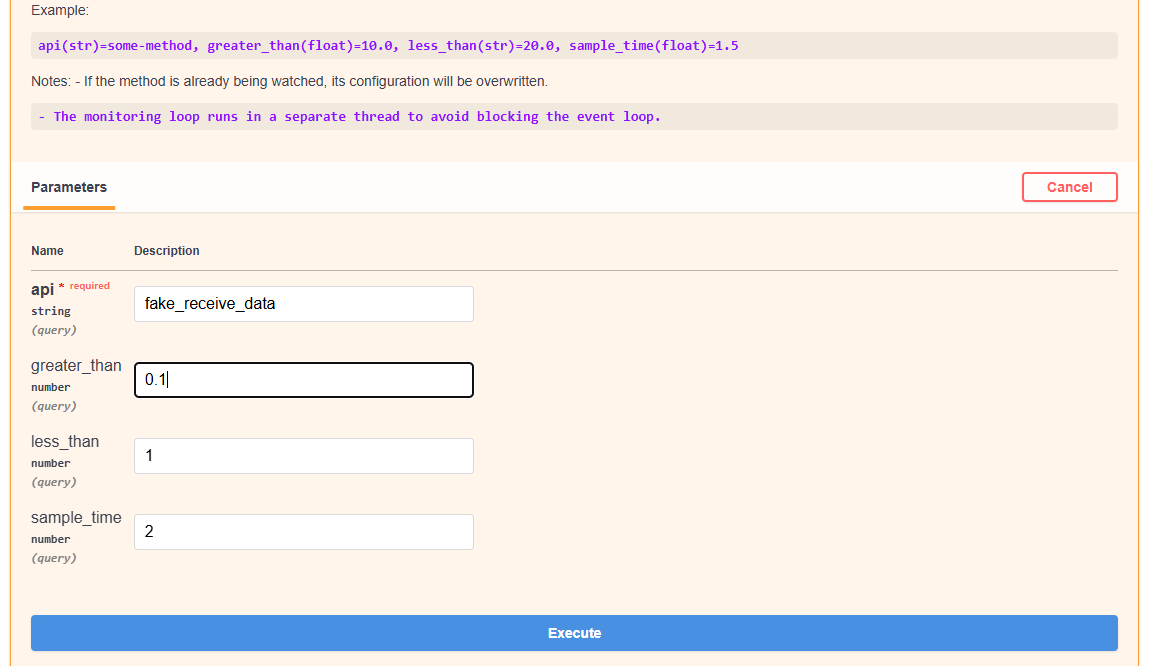 Example:
api(str)=some-method, greater_than(float)=10.0, less_than(str)=20.0, sample_time(float)=1.5
Notes: - If the method is already being watched, its configuration will be overwritten.
- The monitoring loop runs in a separate thread to avoid blocking the event loop.
Parameters
Cancel
Name Description
api * required
string
(query)
fake_receive_data
greater_than
number
(query)
0.1
less_than
number
(query)
1
sample_time
number
(query)
2
Execute